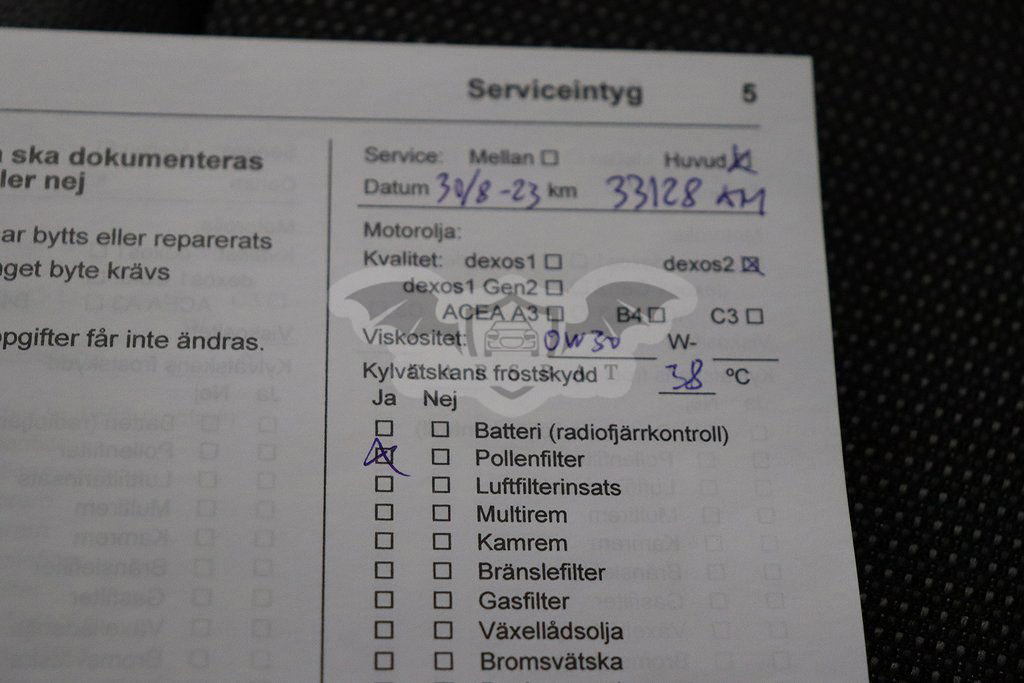 Serviceintyg 5
ska dokumenteras
ler nej
ar bytts eller reparerats
get byte krävs
pgifter får inte ändras.
Service: Mellan ☐ Huvud ☒
Datum 30/8-23 km 33128 KM
Motorolja:
Kvalitet: dexos1 ☐ dexos2 ☒
dexos1 Gen2 ☐
ACEA A3 ☐ B4 ☐ C3 ☐
Viskositet: 0W30 W-
Kylvätskans frostskydd 38 °C
Ja Nej
☐ ☐ Batteri (radiofjärrkontroll)
☒ ☐ Pollenfilter
☐ ☐ Luftfilterinsats
☐ ☐ Multirem
☐ ☐ Kamrem
☐ ☐ Bränslefilter
☐ ☐ Gasfilter
☐ ☐ Växellådsolja
☐ ☐ Bromsvätska